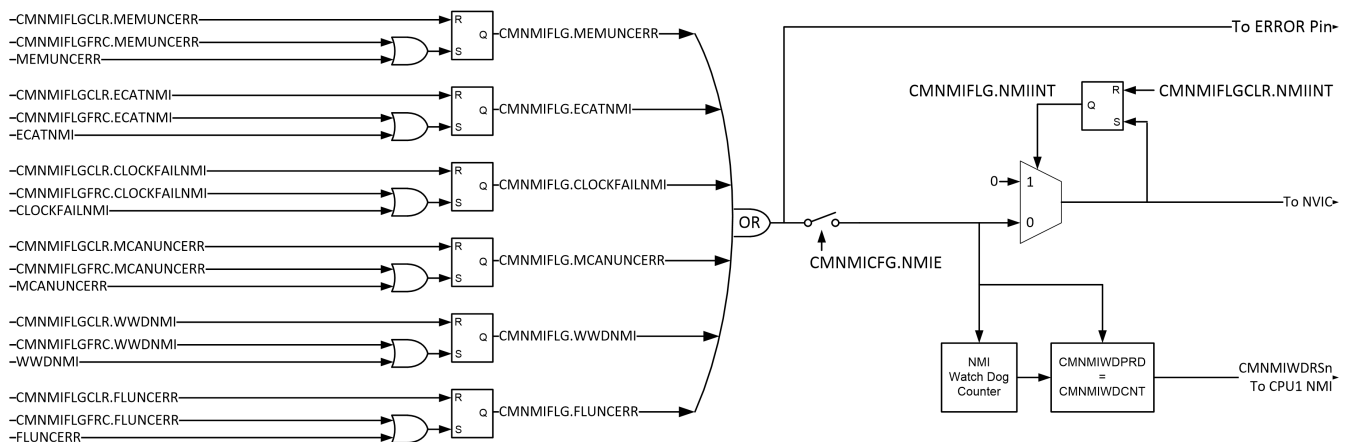 CMNMIFLGCLR.MEMUNCERR
CMNMIFLGFRC.MEMUNCERR
MEMUNCERR
R
Q
S
CMNMIFLG.MEMUNCERR
CMNMIFLGCLR.ECATNMI
CMNMIFLGFRC.ECATNMI
ECATNMI
R
Q
S
CMNMIFLG.ECATNMI
CMNMIFLGCLR.CLOCKFAILNMI
CMNMIFLGFRC.CLOCKFAILNMI
CLOCKFAILNMI
R
Q
S
CMNMIFLG.CLOCKFAILNMI
CMNMIFLGCLR.MCANUNCERR
CMNMIFLGFRC.MCANUNCERR
MCANUNCERR
R
Q
S
CMNMIFLG.MCANUNCERR
CMNMIFLGCLR.WWDNMI
CMNMIFLGFRC.WWDNMI
WWDNMI
R
Q
S
CMNMIFLG.WWDNMI
CMNMIFLGCLR.FLUNCERR
CMNMIFLGFRC.FLUNCERR
FLUNCERR
R
Q
S
CMNMIFLG.FLUNCERR
OR
To ERROR Pin
CMNMICFG.NMIE
CMNMIFLG.NMIINT
R
Q
S
CMNMIFLGCLR.NMIINT
0
1
0
To NVIC
NMI
Watch Dog
Counter
CMNMIWDPRD
=
CMNMIWDCNT
CMNMIWDRSn
To CPU1 NMI